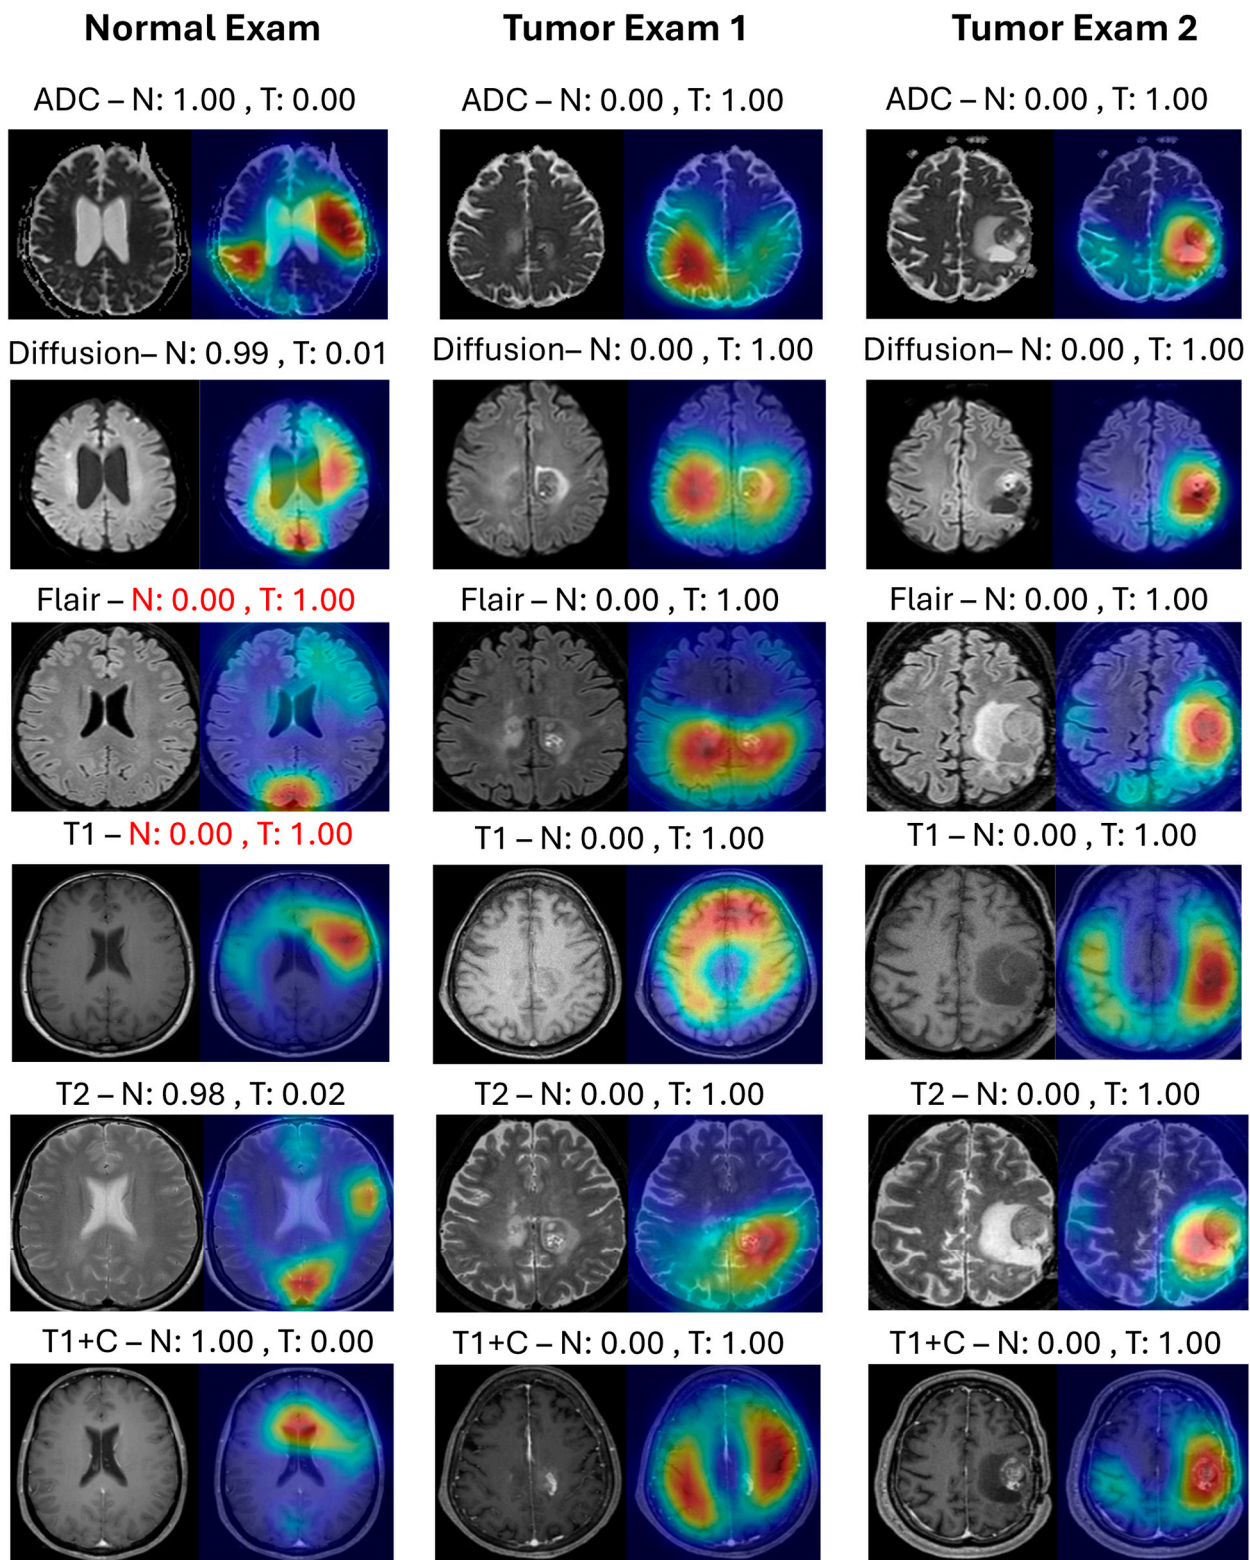 Normal Exam Tumor Exam 1 Tumor Exam 2
ADC – N: 1.00 , T: 0.00 ADC – N: 0.00 , T: 1.00 ADC – N: 0.00 , T: 1.00
Diffusion– N: 0.99 , T: 0.01 Diffusion– N: 0.00 , T: 1.00 Diffusion– N: 0.00 , T: 1.00
Flair – N: 0.00 , T: 1.00 Flair – N: 0.00 , T: 1.00 Flair – N: 0.00 , T: 1.00
T1 – N: 0.00 , T: 1.00 T1 – N: 0.00 , T: 1.00 T1 – N: 0.00 , T: 1.00
T2 – N: 0.98 , T: 0.02 T2 – N: 0.00 , T: 1.00 T2 – N: 0.00 , T: 1.00
T1+C – N: 1.00 , T: 0.00 T1+C – N: 0.00 , T: 1.00 T1+C – N: 0.00 , T: 1.00